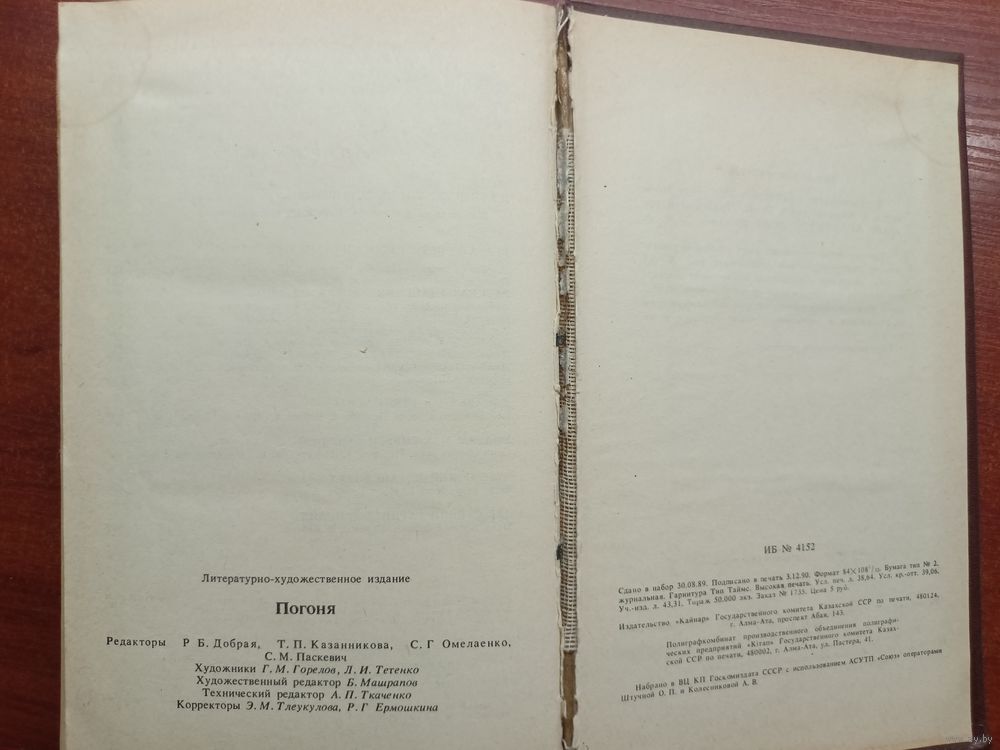 Литературно-художественное издание
Погоня
Редакторы Р Б. Добрая, Т. П. Казанникова, С. Г Омелаенко,
С. М. Паскевич
Художники Г. М. Горелов, Л. И. Тетенко
Художественный редактор Б. Машрапов
Технический редактор А. П. Ткаченко
Корректоры Э. М. Тлеукулова, Р. Г Ермошкина
ИБ № 4152
Сдано в набор 30.08.89. Подписано в печать 3.12.90. Формат 84×108¹/₃₂. Бумага тип № 2,
журнальная. Гарнитура Тип Таймс. Высокая печать. Усл. печ. л. 38,64. Усл. кр.-отт. 39,06.
Уч.-изд. л. 43,31. Тираж 50.000 экз. Заказ № 1735. Цена 5 руб.
Издательство «Кайнар» Государственного комитета Казахской ССР по печати, 480124,
г. Алма-Ата, проспект Абая, 143.
Полиграфкомбинат производственного объединения полиграфи-
ческих предприятий «Кітап» Государственного комитета Казах-
ской ССР по печати, 480002, г. Алма-Ата, ул. Пастера, 41.
Набрано в ВЦ КП Госкомиздата СССР с использованием АСУТП «Союз» операторами
Штучной О. П. и Колесниковой А. В.